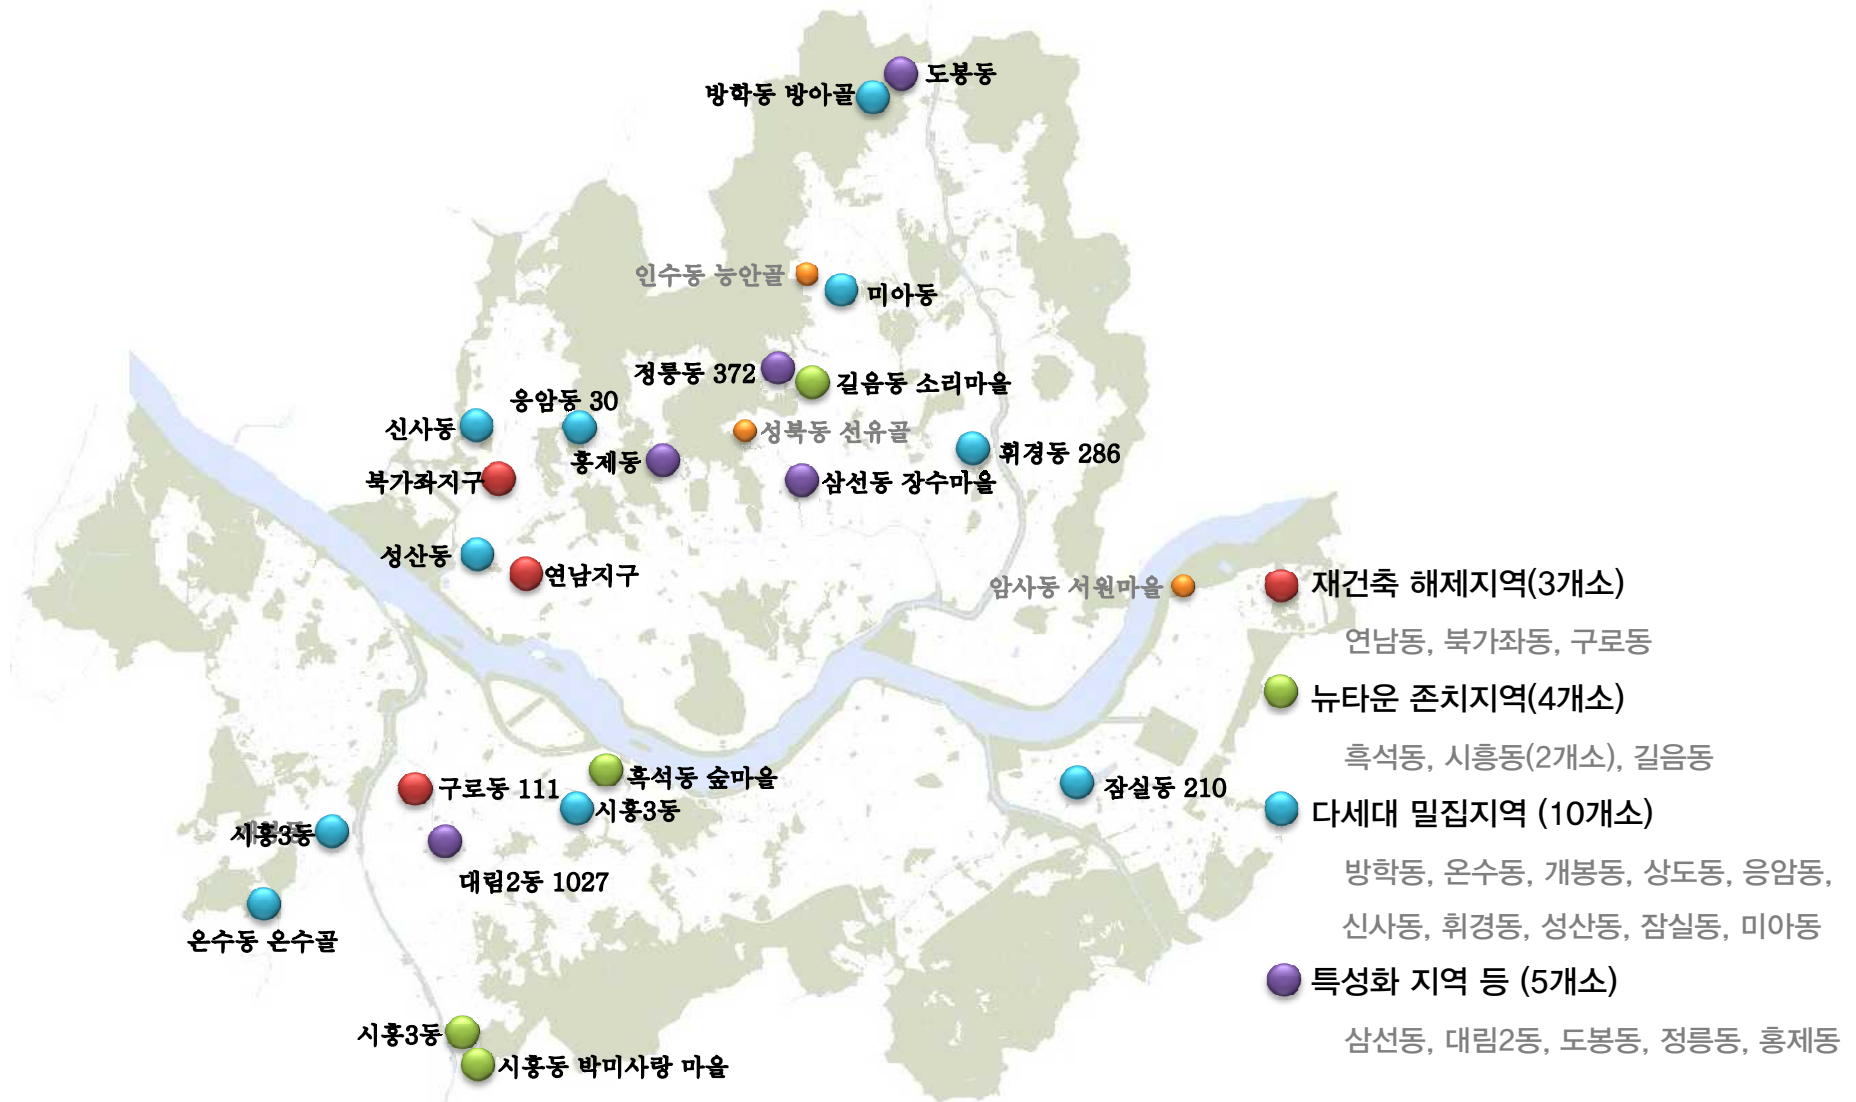 도봉동
방학동 방아골
인수동 능안골
미아동
정릉동 372
길음동 소리마을
응암동 30
신사동
성북동 선유골
휘경동 286
홍제동
북가좌지구
삼선동 장수마을
성산동
연남지구
암사동 서원마을
재건축 해제지역(3개소)
연남동, 북가좌동, 구로동
뉴타운 존치지역(4개소)
흑석동, 시흥동(2개소), 길음동
흑석동 숲마을
구로동 111
잠실동 210
시흥3동
다세대 밀집지역 (10개소)
시흥3동
방학동, 온수동, 개봉동, 상도동, 응암동,
대림2동 1027
신사동, 휘경동, 성산동, 잠실동, 미아동
온수동 온수골
특성화 지역 등 (5개소)
시흥3동
삼선동, 대림2동, 도봉동, 정릉동, 홍제동
시흥동 박미사랑 마을